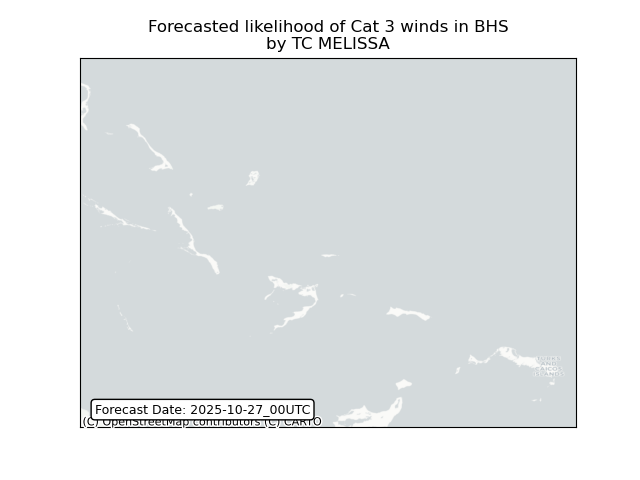 Forecasted likelihood of Cat 3 winds in BHS
by TC MELISSA
TURKS
AND
CAICOS
ISLANDS
Forecast Date: 2025-10-27_00UTC
(C) OpenStreetMap contributors (C) CARTO